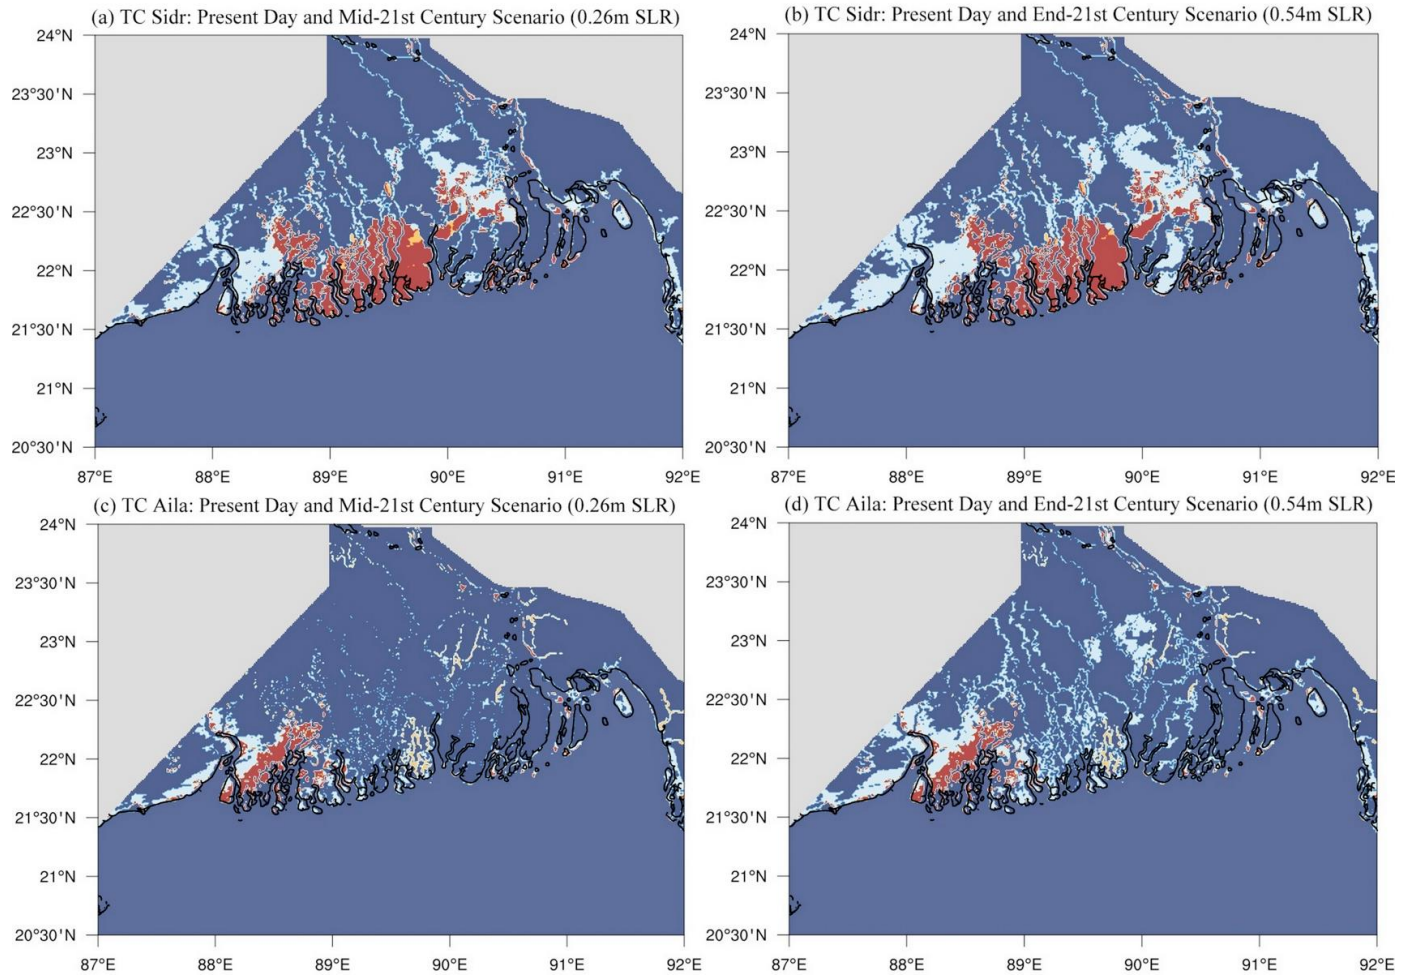 (a) TC Sidr: Present Day and Mid-21st Century Scenario (0.26m SLR)
24°N
23°30'N
23°N
22°30'N
22°N
21°30'N
21°N
20°30'N
87°E 88°E 89°E 90°E 91°E 92°E
(b) TC Sidr: Present Day and End-21st Century Scenario (0.54m SLR)
24°N
23°30'N
23°N
22°30'N
22°N
21°30'N
21°N
20°30'N
87°E 88°E 89°E 90°E 91°E 92°E
(c) TC Aila: Present Day and Mid-21st Century Scenario (0.26m SLR)
24°N
23°30'N
23°N
22°30'N
22°N
21°30'N
21°N
20°30'N
87°E 88°E 89°E 90°E 91°E 92°E
(d) TC Aila: Present Day and End-21st Century Scenario (0.54m SLR)
24°N
23°30'N
23°N
22°30'N
22°N
21°30'N
21°N
20°30'N
87°E 88°E 89°E 90°E 91°E 92°E